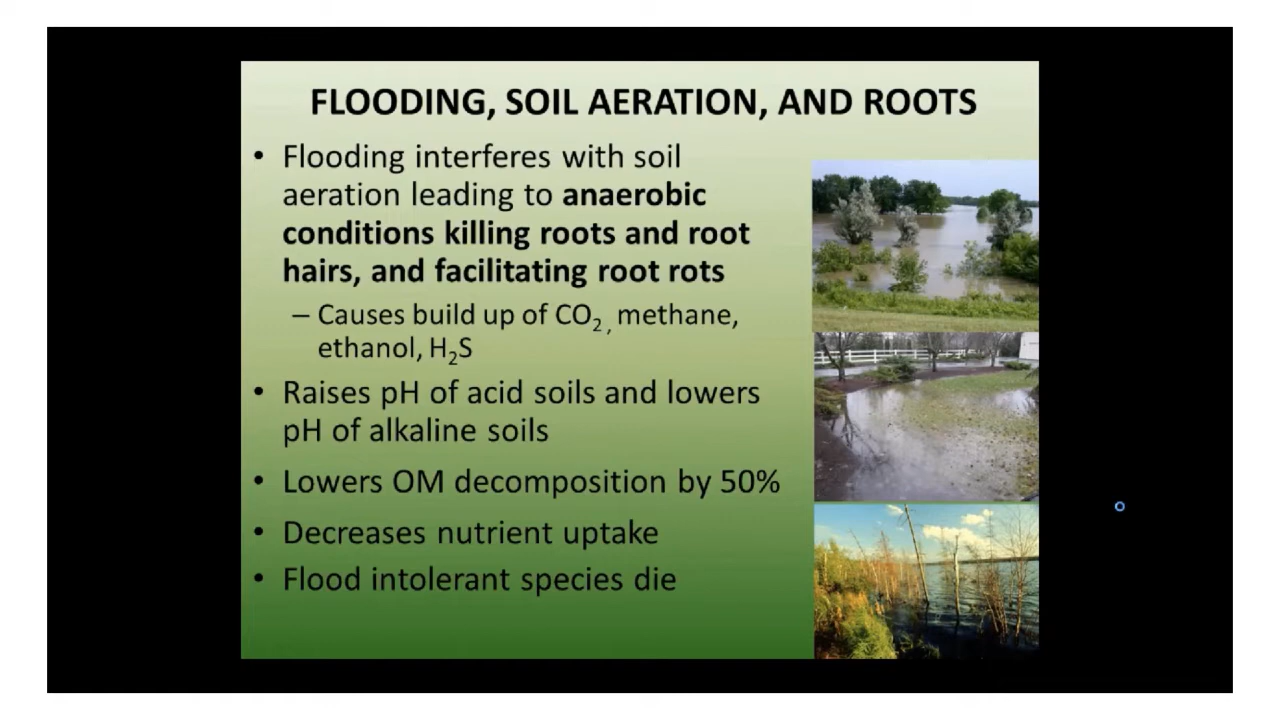 FLOODING, SOIL AERATION, AND ROOTS
• Flooding interferes with soil
aeration leading to anaerobic
conditions killing roots and root
hairs, and facilitating root rots
– Causes build up of CO₂, methane,
ethanol, H₂S
• Raises pH of acid soils and lowers
pH of alkaline soils
• Lowers OM decomposition by 50%
• Decreases nutrient uptake
• Flood intolerant species die